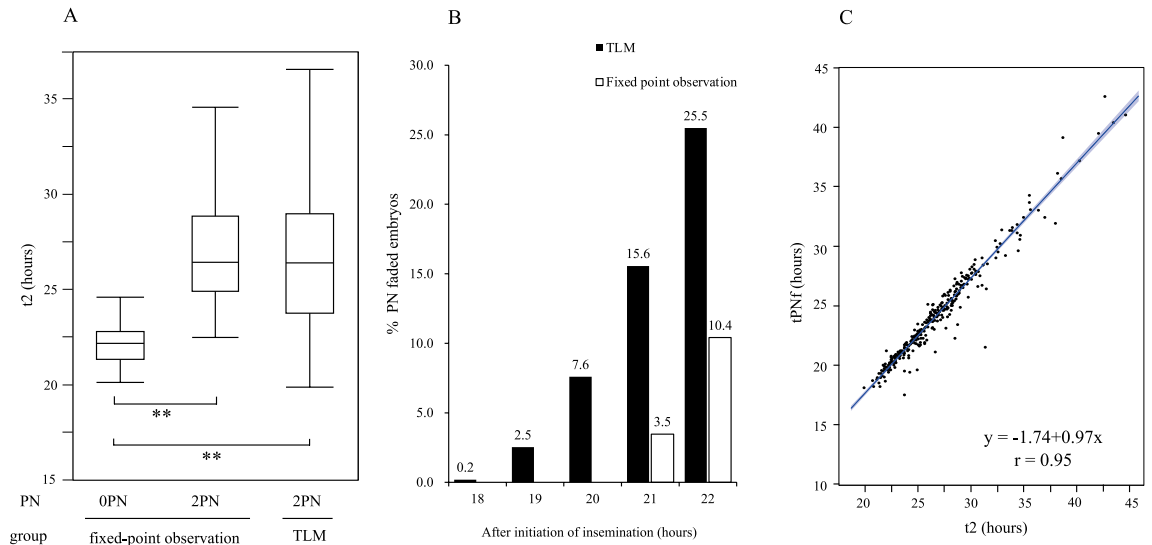 A
t2 (hours)
35
30
25
20
15
**
**
PN
0PN
2PN
2PN
group
fixed-point observation
TLM
B
TLM
Fixed point observation
% PN faded embryos
30.0
25.0
20.0
15.0
10.0
5.0
0.0
0.2
2.5
7.6
15.6
3.5
25.5
10.4
18
19
20
21
22
After initiation of insemination (hours)
C
tPNf (hours)
45
40
30
25
20
15
10
y = -1.74+0.97x
r = 0.95
20
25
30
35
40
45
t2 (hours)